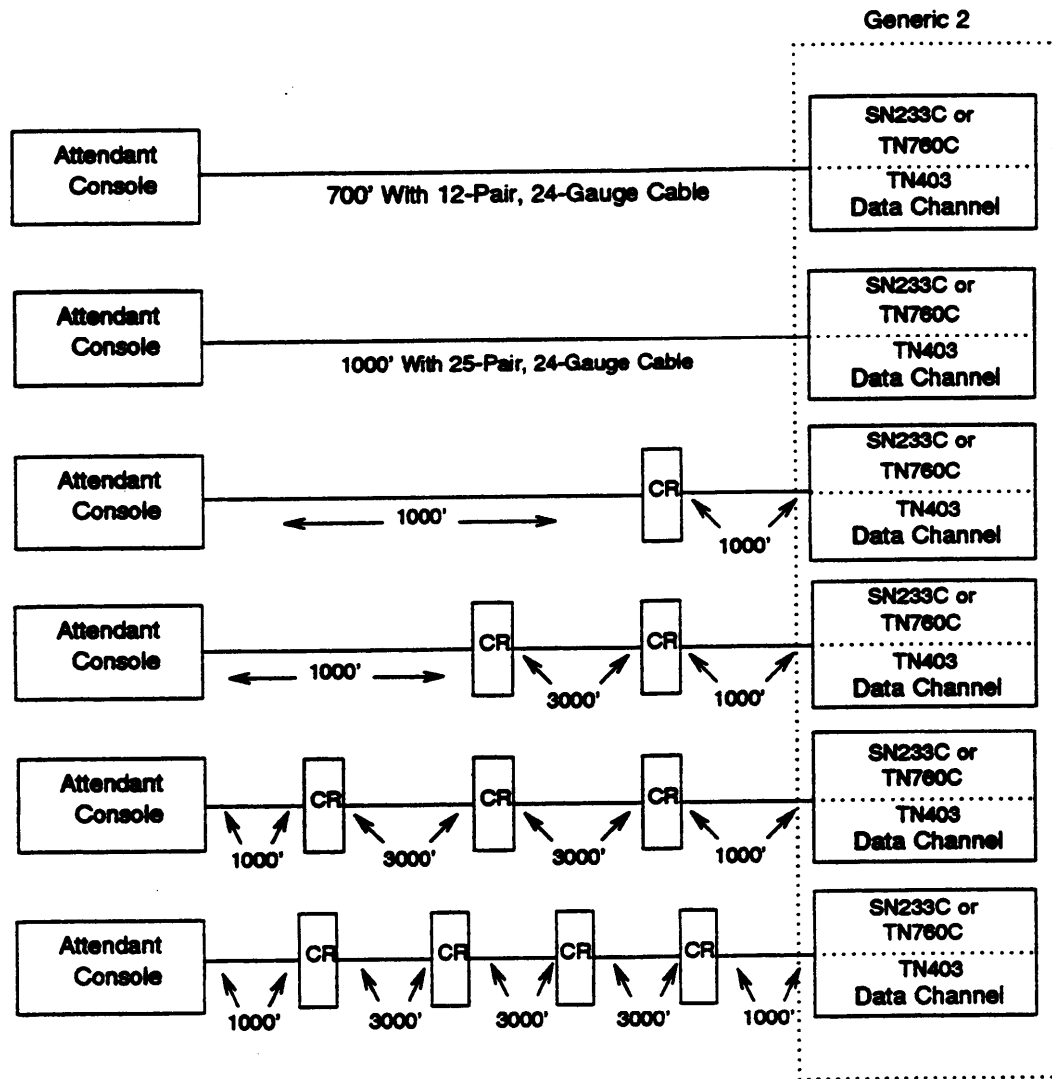 Generic 2
Attendant
Console
700' With 12-Pair, 24-Gauge Cable
SN233C or
TN760C
TN403
Data Channel
Attendant
Console
1000' With 25-Pair, 24-Gauge Cable
SN233C or
TN760C
TN403
Data Channel
Attendant
Console
1000'
CR
1000'
SN233C or
TN760C
TN403
Data Channel
Attendant
Console
1000'
CR
3000'
CR
1000'
SN233C or
TN760C
TN403
Data Channel
Attendant
Console
1000'
CR
3000'
CR
3000'
CR
1000'
SN233C or
TN760C
TN403
Data Channel
Attendant
Console
1000'
CR
3000'
CR
3000'
CR
3000'
CR
1000'
SN233C or
TN760C
TN403
Data Channel